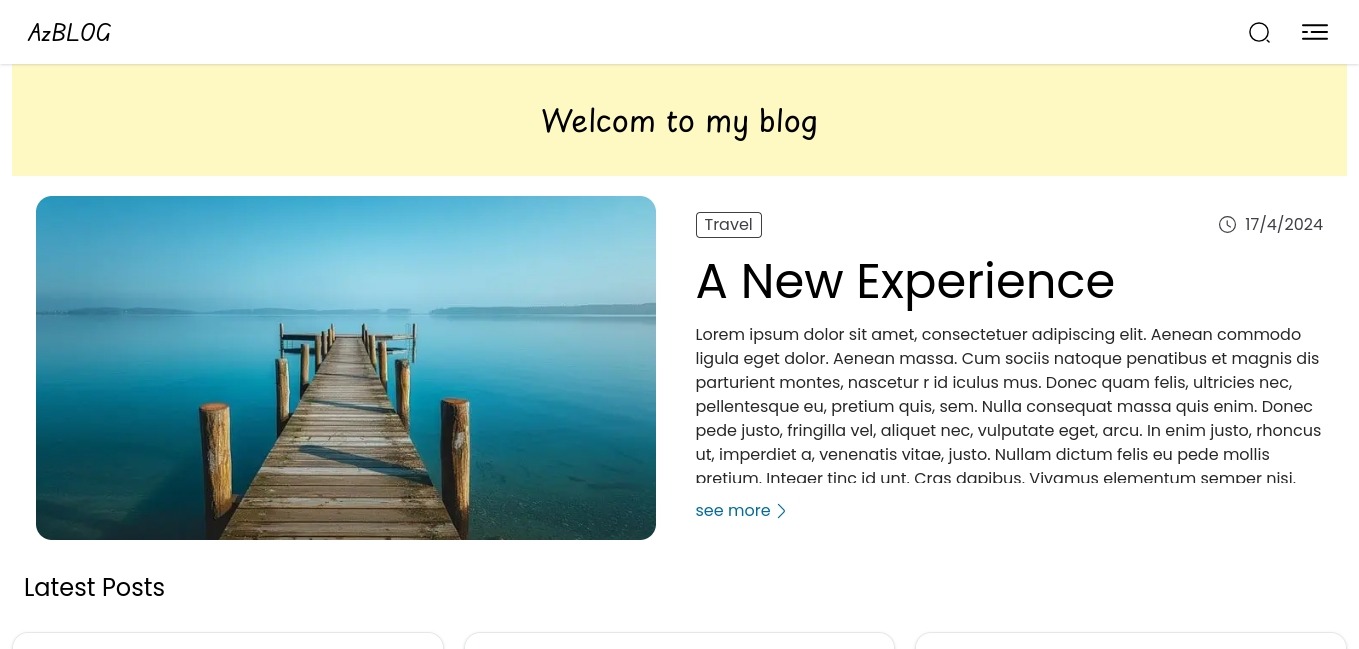 AzBLOG
Welcom to my blog
Travel
17/4/2024
A New Experience
Lorem ipsum dolor sit amet, consectetuer adipiscing elit. Aenean commodo
ligula eget dolor. Aenean massa. Cum sociis natoque penatibus et magnis dis
parturient montes, nascetur r id iculus mus. Donec quam felis, ultricies nec,
pellentesque eu, pretium quis, sem. Nulla consequat massa quis enim. Donec
pede justo, fringilla vel, aliquet nec, vulputate eget, arcu. In enim justo, rhoncus
ut, imperdiet a, venenatis vitae, justo. Nullam dictum felis eu pede mollis
pretium. Integer tinc id unt. Cras dapibus. Vivamus elementum semper nisi.
see more
Latest Posts